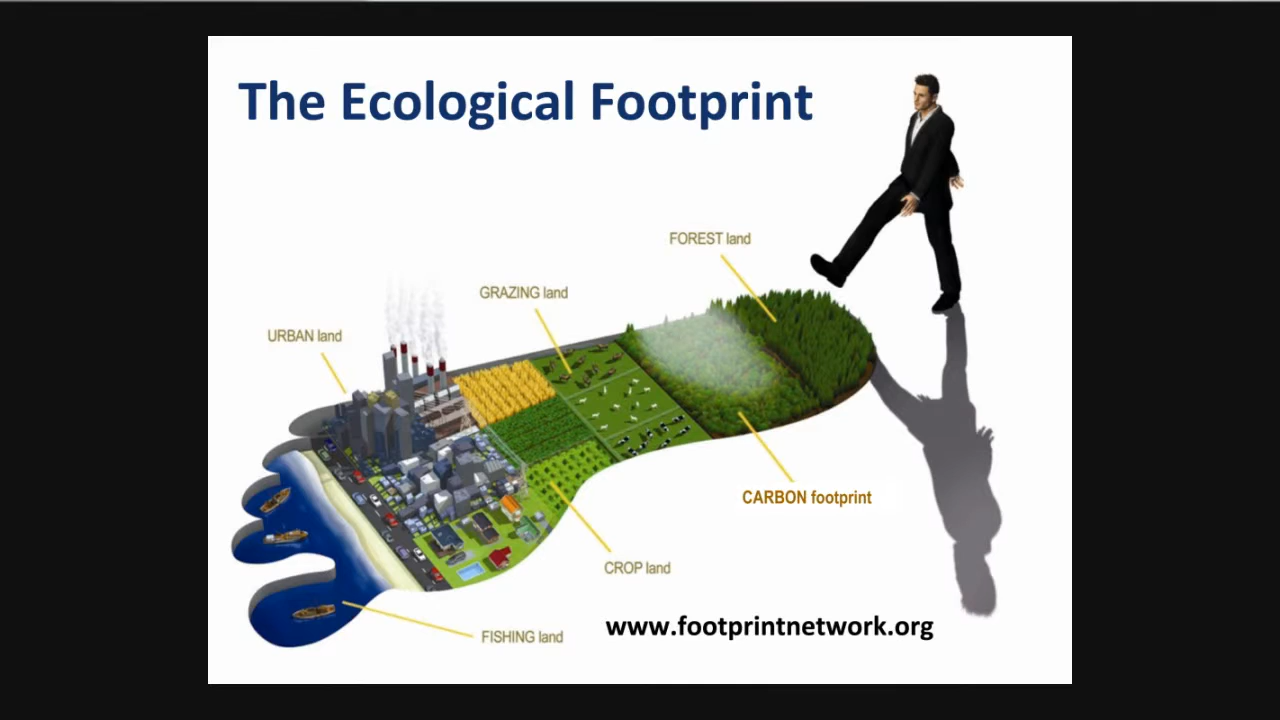 The Ecological Footprint
FOREST land
GRAZING land
URBAN land
CARBON footprint
CROP land
www.footprintnetwork.org
FISHING land